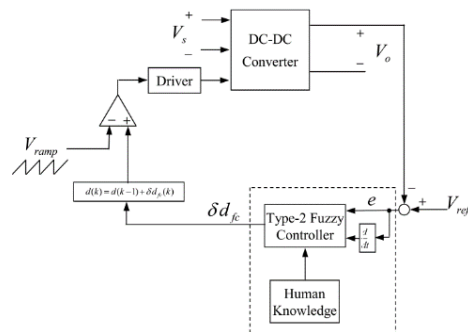 V_s
+
−
DC-DC
Converter
+
−
V_o
Driver
− +
V_ramp
d(k) = d(k−1) + δd_fc(k)
δd_fc
Type-2 Fuzzy
Controller
e
d/dt
−
+
V_ref
Human
Knowledge